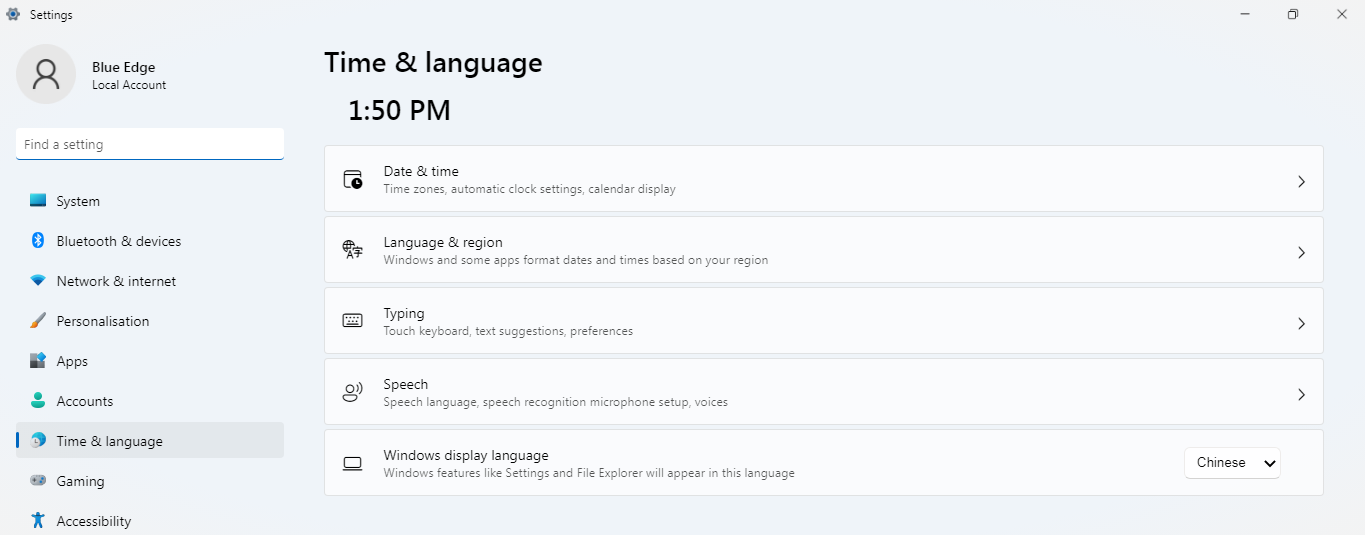 Settings
Blue Edge
Local Account
Find a setting
System
Bluetooth & devices
Network & internet
Personalisation
Apps
Accounts
Time & language
Gaming
Accessibility
Time & language
1:50 PM
Date & time
Time zones, automatic clock settings, calendar display
Language & region
Windows and some apps format dates and times based on your region
Typing
Touch keyboard, text suggestions, preferences
Speech
Speech language, speech recognition microphone setup, voices
Windows display language
Windows features like Settings and File Explorer will appear in this language
Chinese